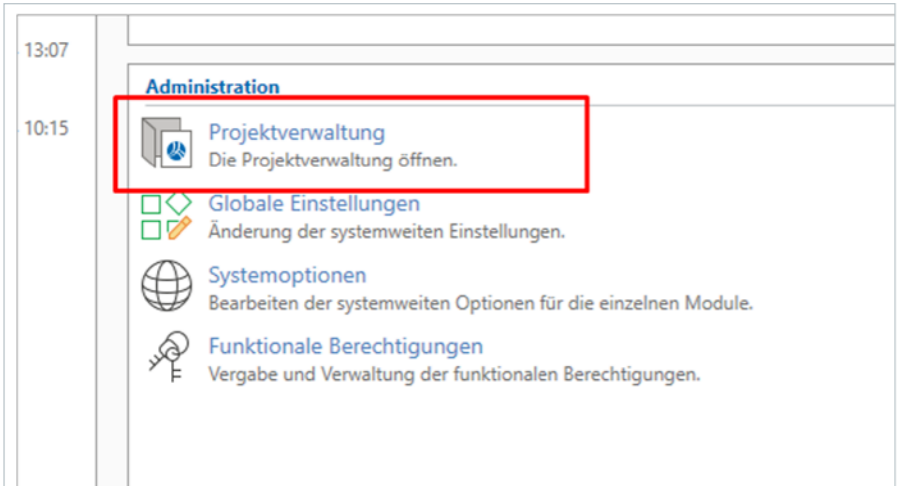 13:07
Administration
10:15
Projektverwaltung
Die Projektverwaltung öffnen.
Globale Einstellungen
Änderung der systemweiten Einstellungen.
Systemoptionen
Bearbeiten der systemweiten Optionen für die einzelnen Module.
Funktionale Berechtigungen
Vergabe und Verwaltung der funktionalen Berechtigungen.